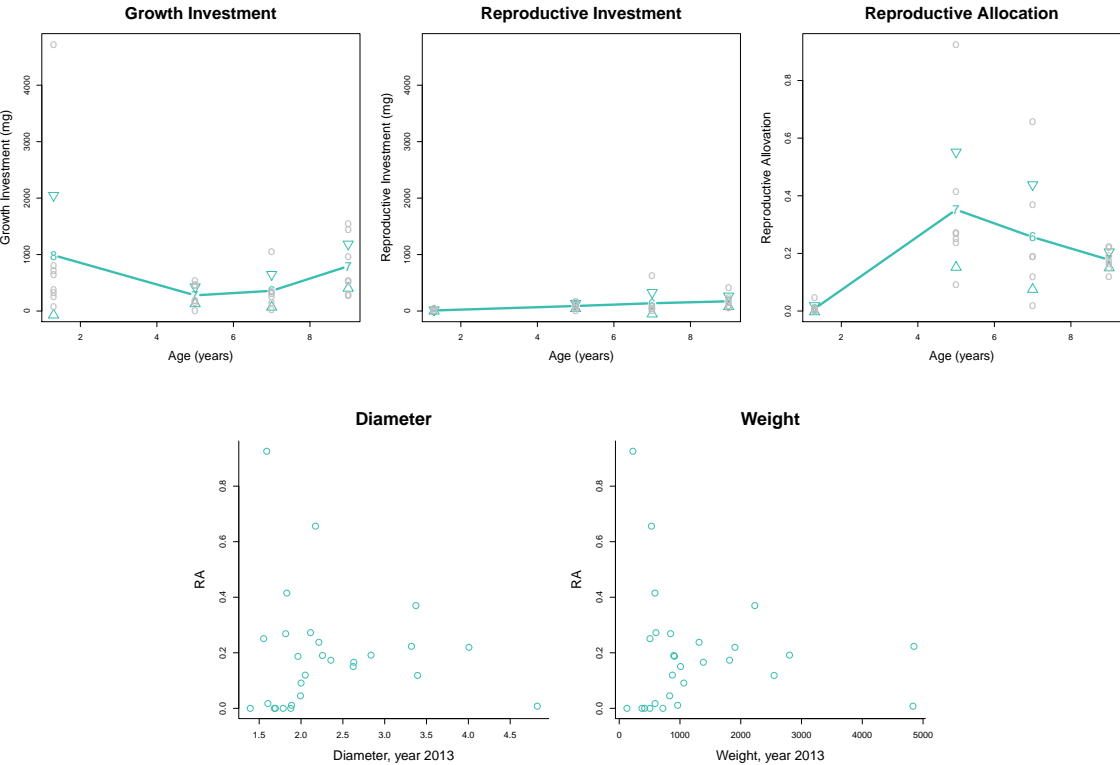 Growth Investment
Growth Investment (mg)
4000
3000
2000
1000
0
8
7
6
7
2 4 6 8
Age (years)
Reproductive Investment
Reproductive Investment (mg)
4000
3000
2000
1000
0
2 4 6 8
Age (years)
Reproductive Allocation
Reproductive Allovation
0.8
0.6
0.4
0.2
0.0
7
6
2 4 6 8
Age (years)
Diameter
RA
0.8
0.6
0.4
0.2
0.0
1.5 2.0 2.5 3.0 3.5 4.0 4.5
Diameter, year 2013
Weight
RA
0.8
0.6
0.4
0.2
0.0
0 1000 2000 3000 4000 5000
Weight, year 2013